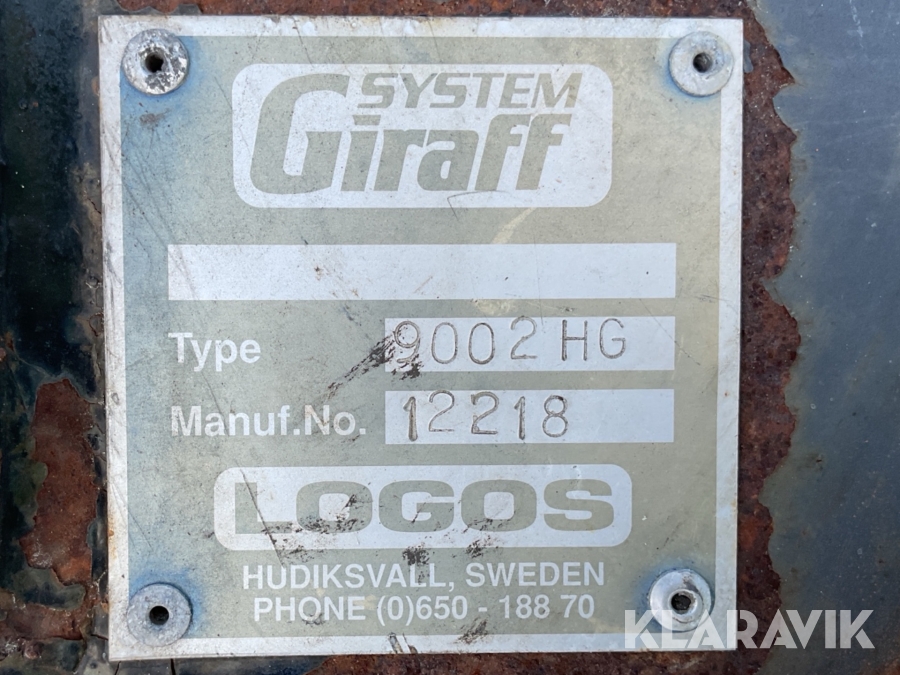 SYSTEM
Giraff
Type 9002 HG
Manuf.No. 12218
LOGOS
HUDIKSVALL, SWEDEN
PHONE (0)650 - 188 70
KLARAVIK